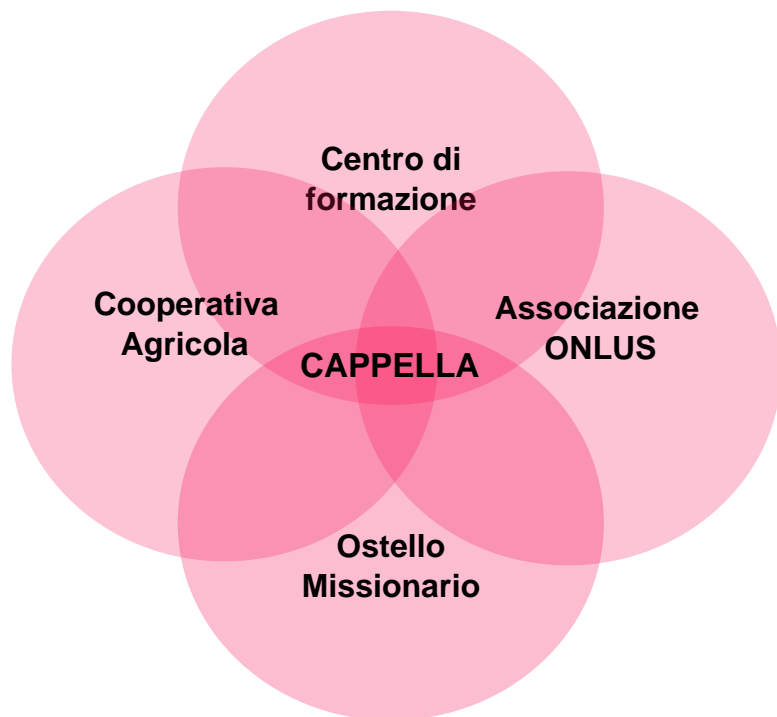 Centro di
formazione
Cooperativa
Agricola
Associazione
ONLUS
CAPPELLA
Ostello
Missionario